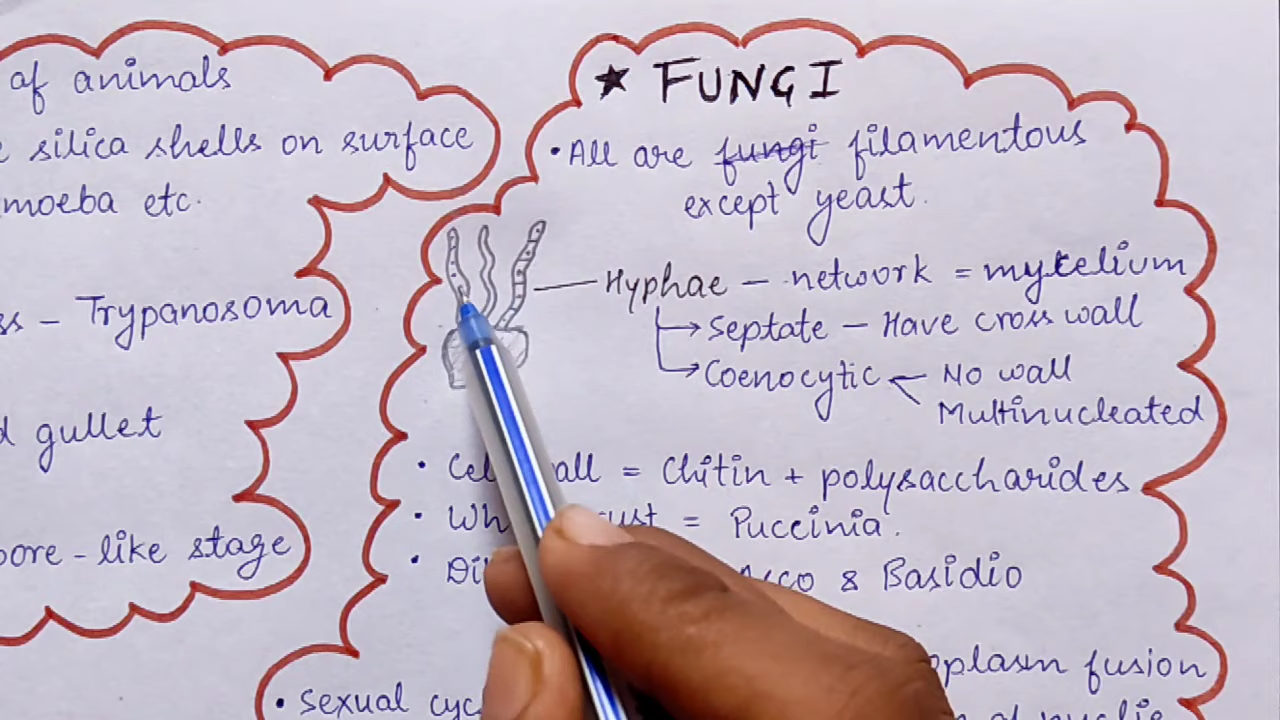 of animals
silica shells on surface
moeba etc.
ss - Trypanosoma
gullet
ore-like stage
★ FUNGI
• All are fungi filamentous
except yeast.
Hyphae - network = mycelium
→ Septate - Have cross wall
→ Coenocytic No wall
Multinucleated
• Cell wall = Chitin + polysaccharides
• Wh ust = Puccinia.
• Di Asco & Basidio
oplasm fusion
• Sexual cyc